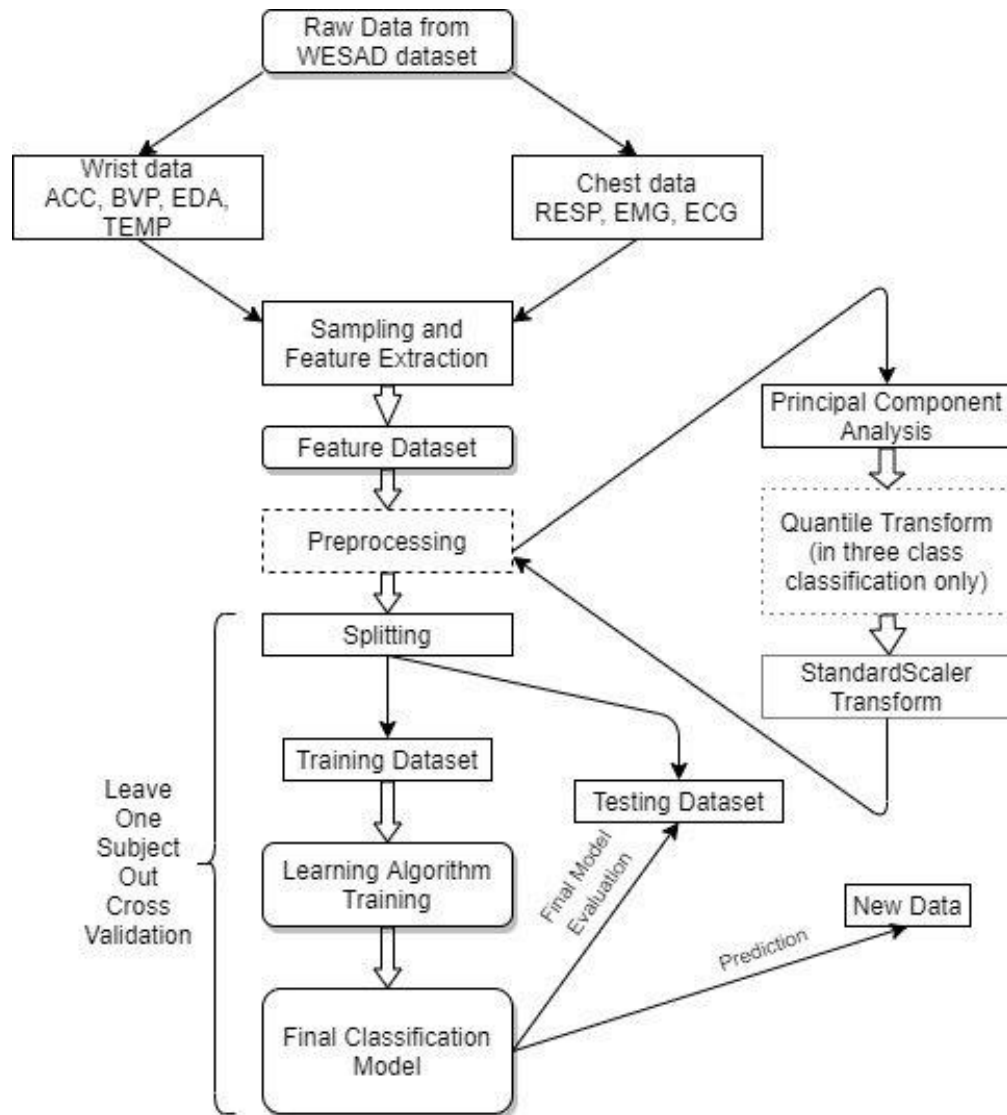 Raw Data from
WESAD dataset
Wrist data
ACC, BVP, EDA,
TEMP
Chest data
RESP, EMG, ECG
Sampling and
Feature Extraction
Feature Dataset
Preprocessing
Principal Component
Analysis
Quantile Transform
(in three class
classification only)
StandardScaler
Transform
Splitting
Training Dataset
Testing Dataset
Leave
One
Subject
Out
Cross
Validation
Learning Algorithm
Training
Final Model
Evaluation
New Data
Prediction
Final Classification
Model